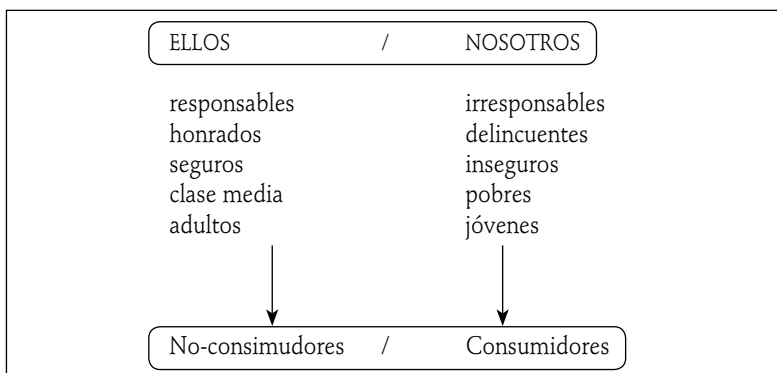 ELLOS / NOSOTROS
responsables irresponsables
honrados delincuentes
seguros inseguros
clase media pobres
adultos jóvenes
No-consimudores / Consumidores